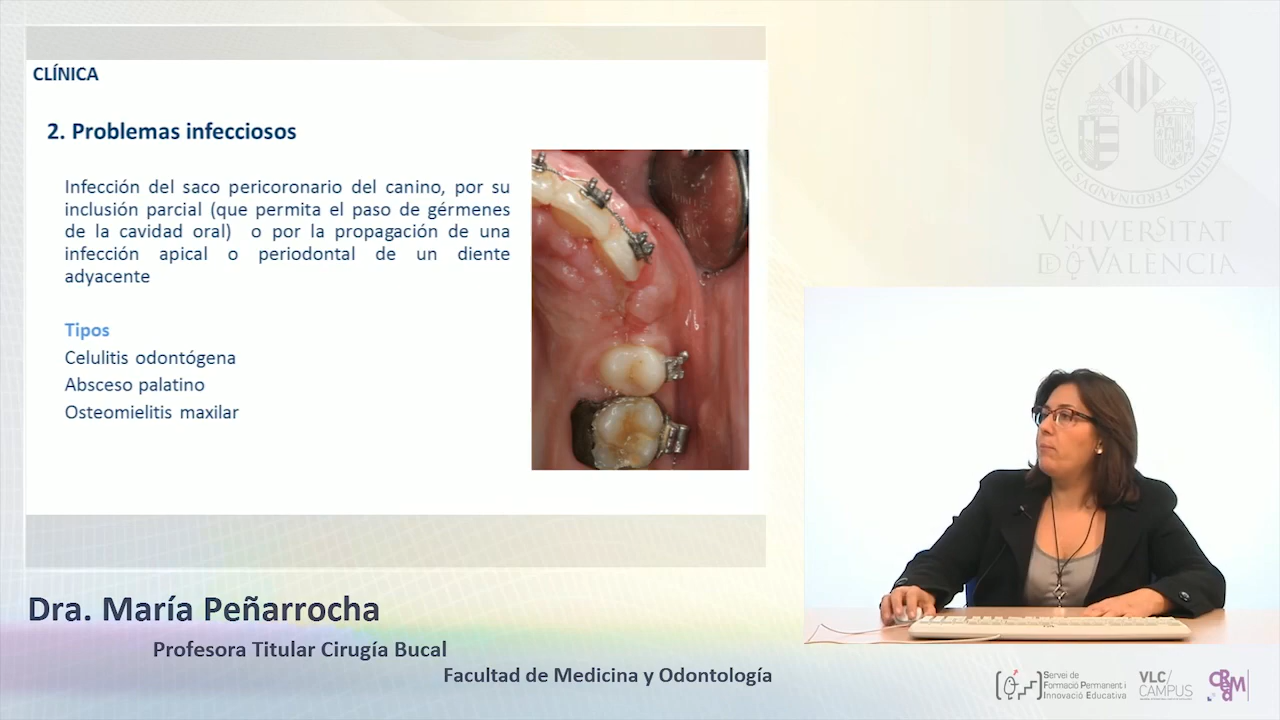 CLÍNICA
2. Problemas infecciosos
Infección del saco pericoronario del canino, por su
inclusión parcial (que permita el paso de gérmenes
de la cavidad oral) o por la propagación de una
infección apical o periodontal de un diente
adyacente
Tipos
Celulitis odontógena
Absceso palatino
Osteomielitis maxilar
VNIVERSITAT
DE VALÈNCIA
Dra. María Peñarrocha
Profesora Titular Cirugía Bucal
Facultad de Medicina y Odontología
Servei de
Formació Permanent i
Innovació Educativa
VLC/
CAMPUS